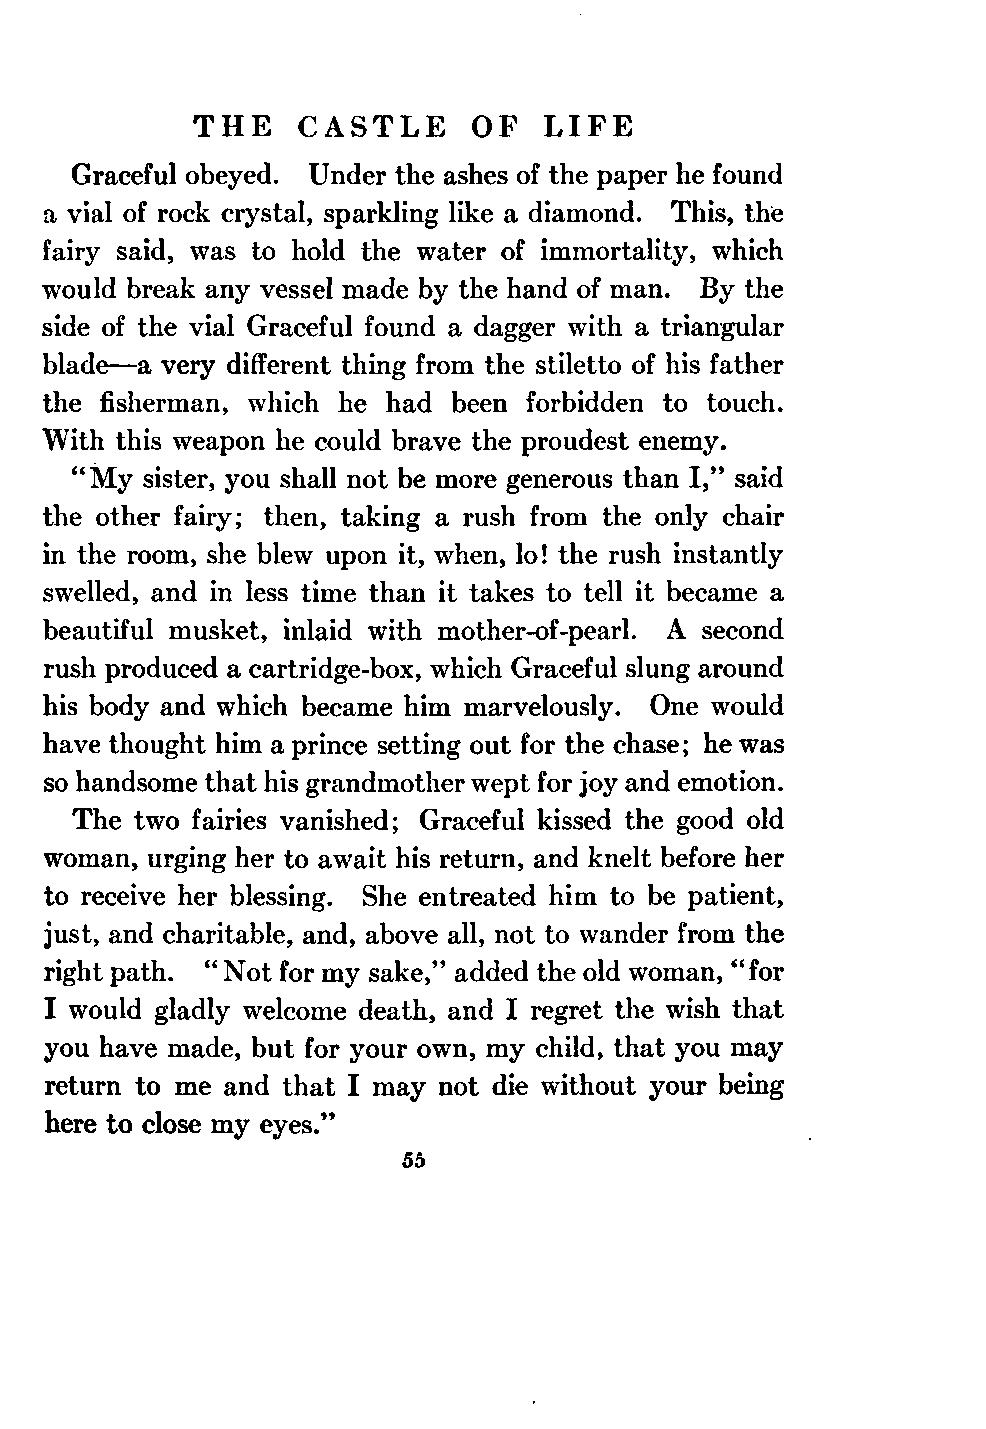 THE CASTLE OF LIFE
Graceful obeyed. Under the ashes of the paper he found
a vial of rock crystal, sparkling like a diamond. This, the
fairy said, was to hold the water of immortality, which
would break any vessel made by the hand of man. By the
side of the vial Graceful found a dagger with a triangular
blade—a very different thing from the stiletto of his father
the fisherman, which he had been forbidden to touch.
With this weapon he could brave the proudest enemy.
“My sister, you shall not be more generous than I,” said
the other fairy; then, taking a rush from the only chair
in the room, she blew upon it, when, lo! the rush instantly
swelled, and in less time than it takes to tell it became a
beautiful musket, inlaid with mother-of-pearl. A second
rush produced a cartridge-box, which Graceful slung around
his body and which became him marvelously. One would
have thought him a prince setting out for the chase; he was
so handsome that his grandmother wept for joy and emotion.
The two fairies vanished; Graceful kissed the good old
woman, urging her to await his return, and knelt before her
to receive her blessing. She entreated him to be patient,
just, and charitable, and, above all, not to wander from the
right path. “Not for my sake,” added the old woman, “for
I would gladly welcome death, and I regret the wish that
you have made, but for your own, my child, that you may
return to me and that I may not die without your being
here to close my eyes.”
55